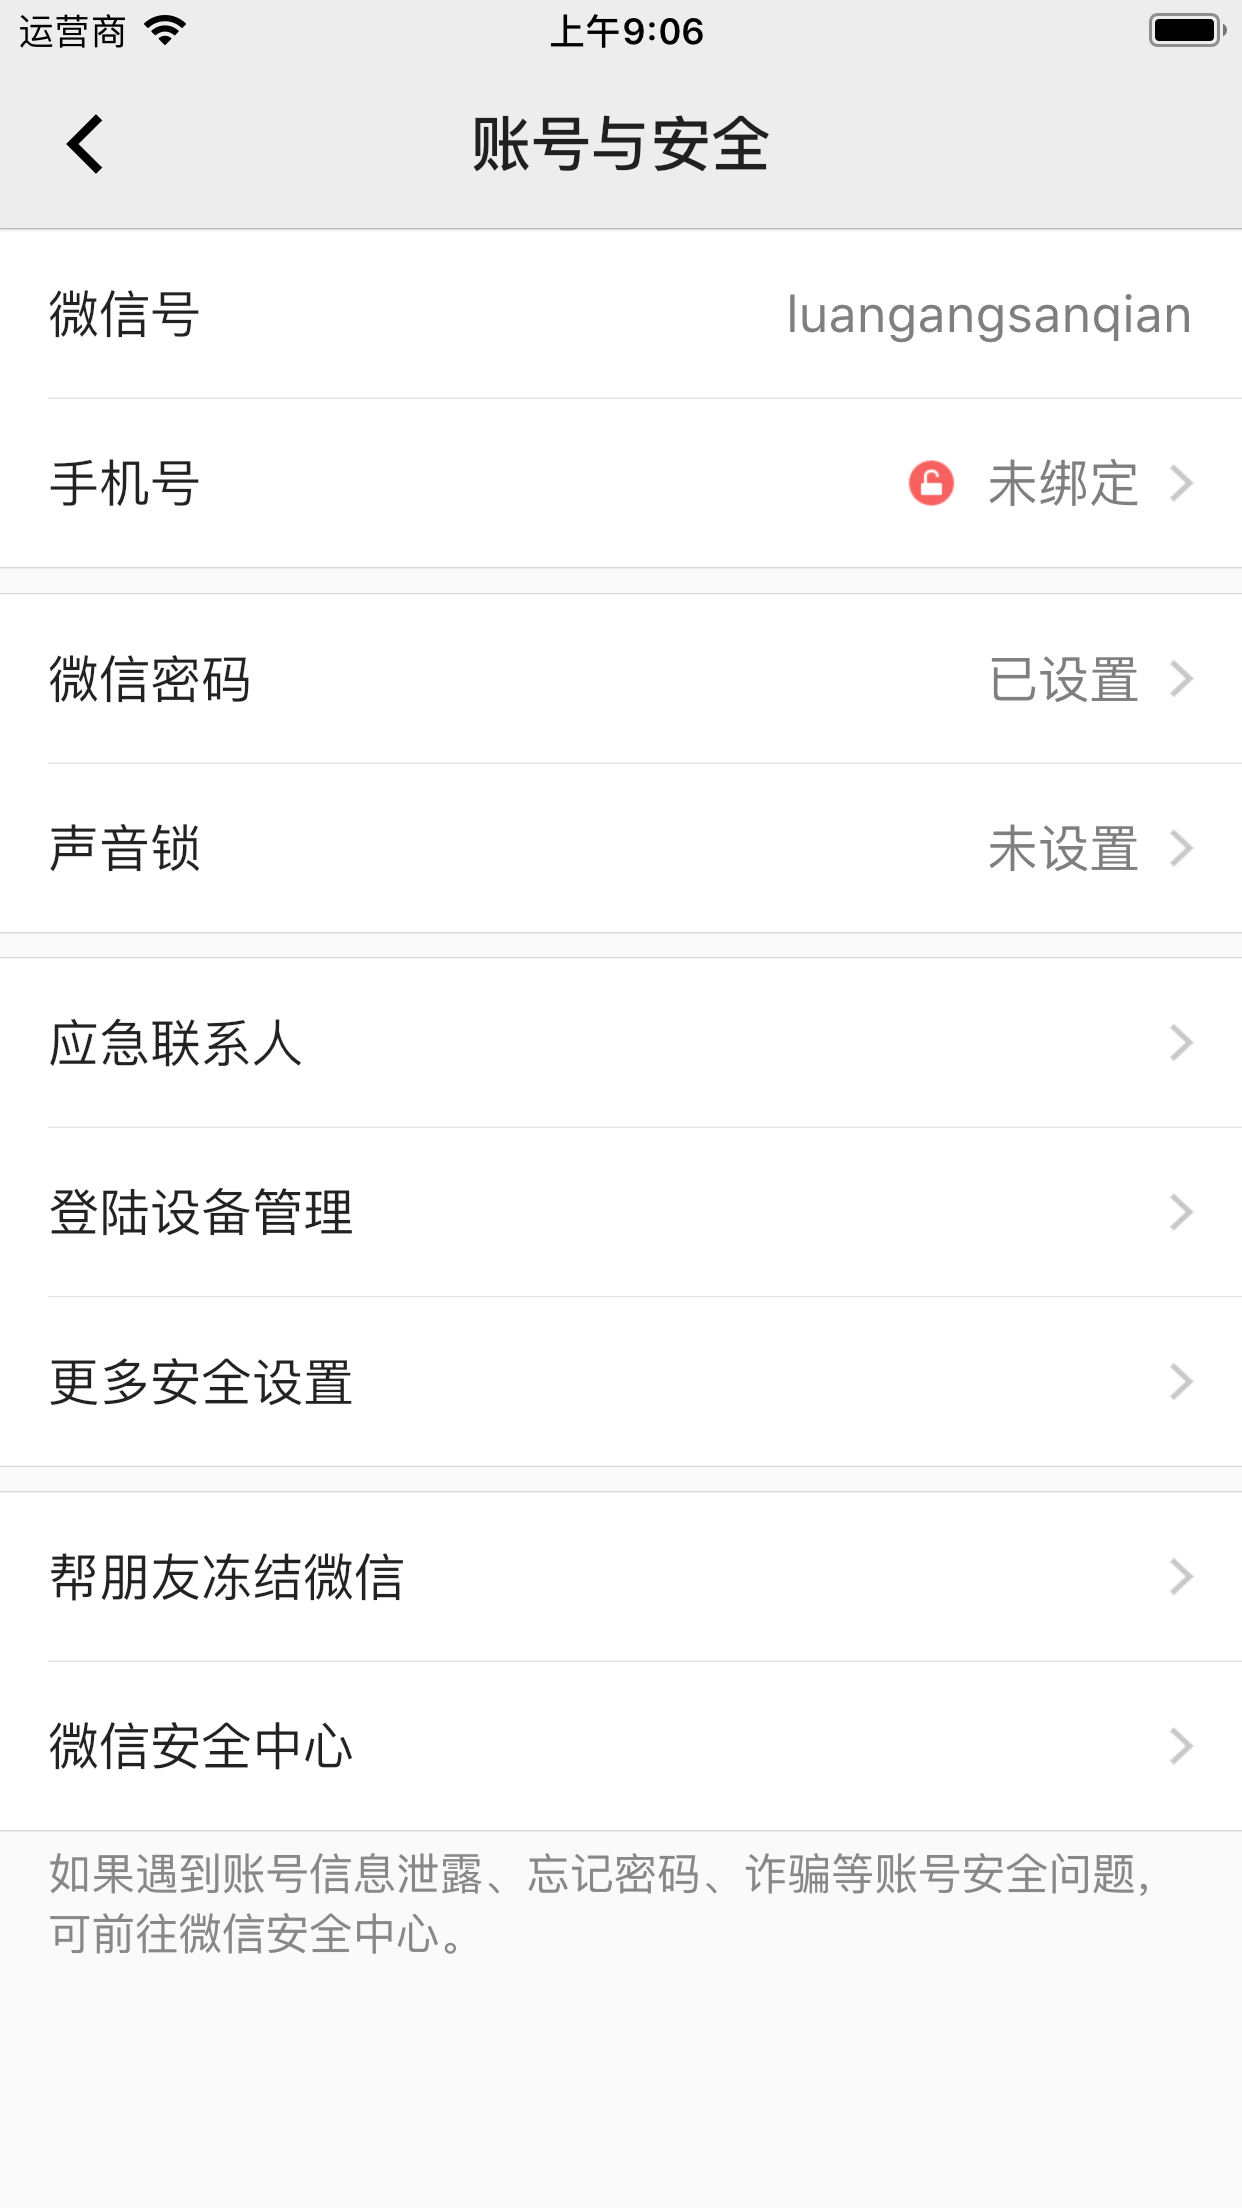 运营商 上午9:06
账号与安全
微信号 luangangsanqian
手机号 未绑定
微信密码 已设置
声音锁 未设置
应急联系人
登陆设备管理
更多安全设置
帮朋友冻结微信
微信安全中心
如果遇到账号信息泄露、忘记密码、诈骗等账号安全问题,
可前往微信安全中心。